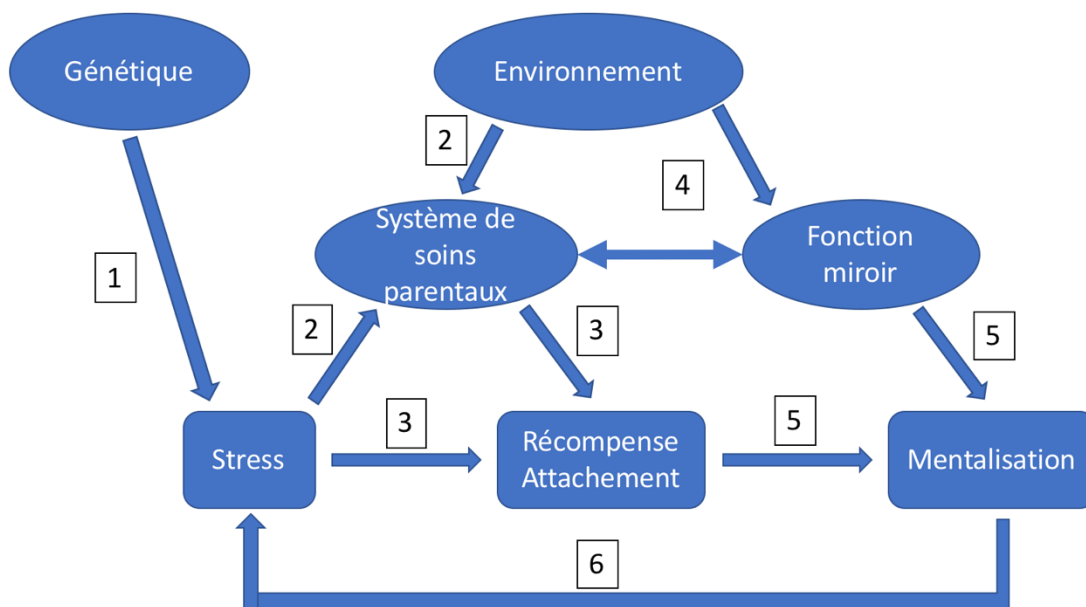 Génétique
Environnement
2
4
Système de
soins
parentaux
Fonction
miroir
1
2
3
5
Stress
3
Récompense
Attachement
5
Mentalisation
6